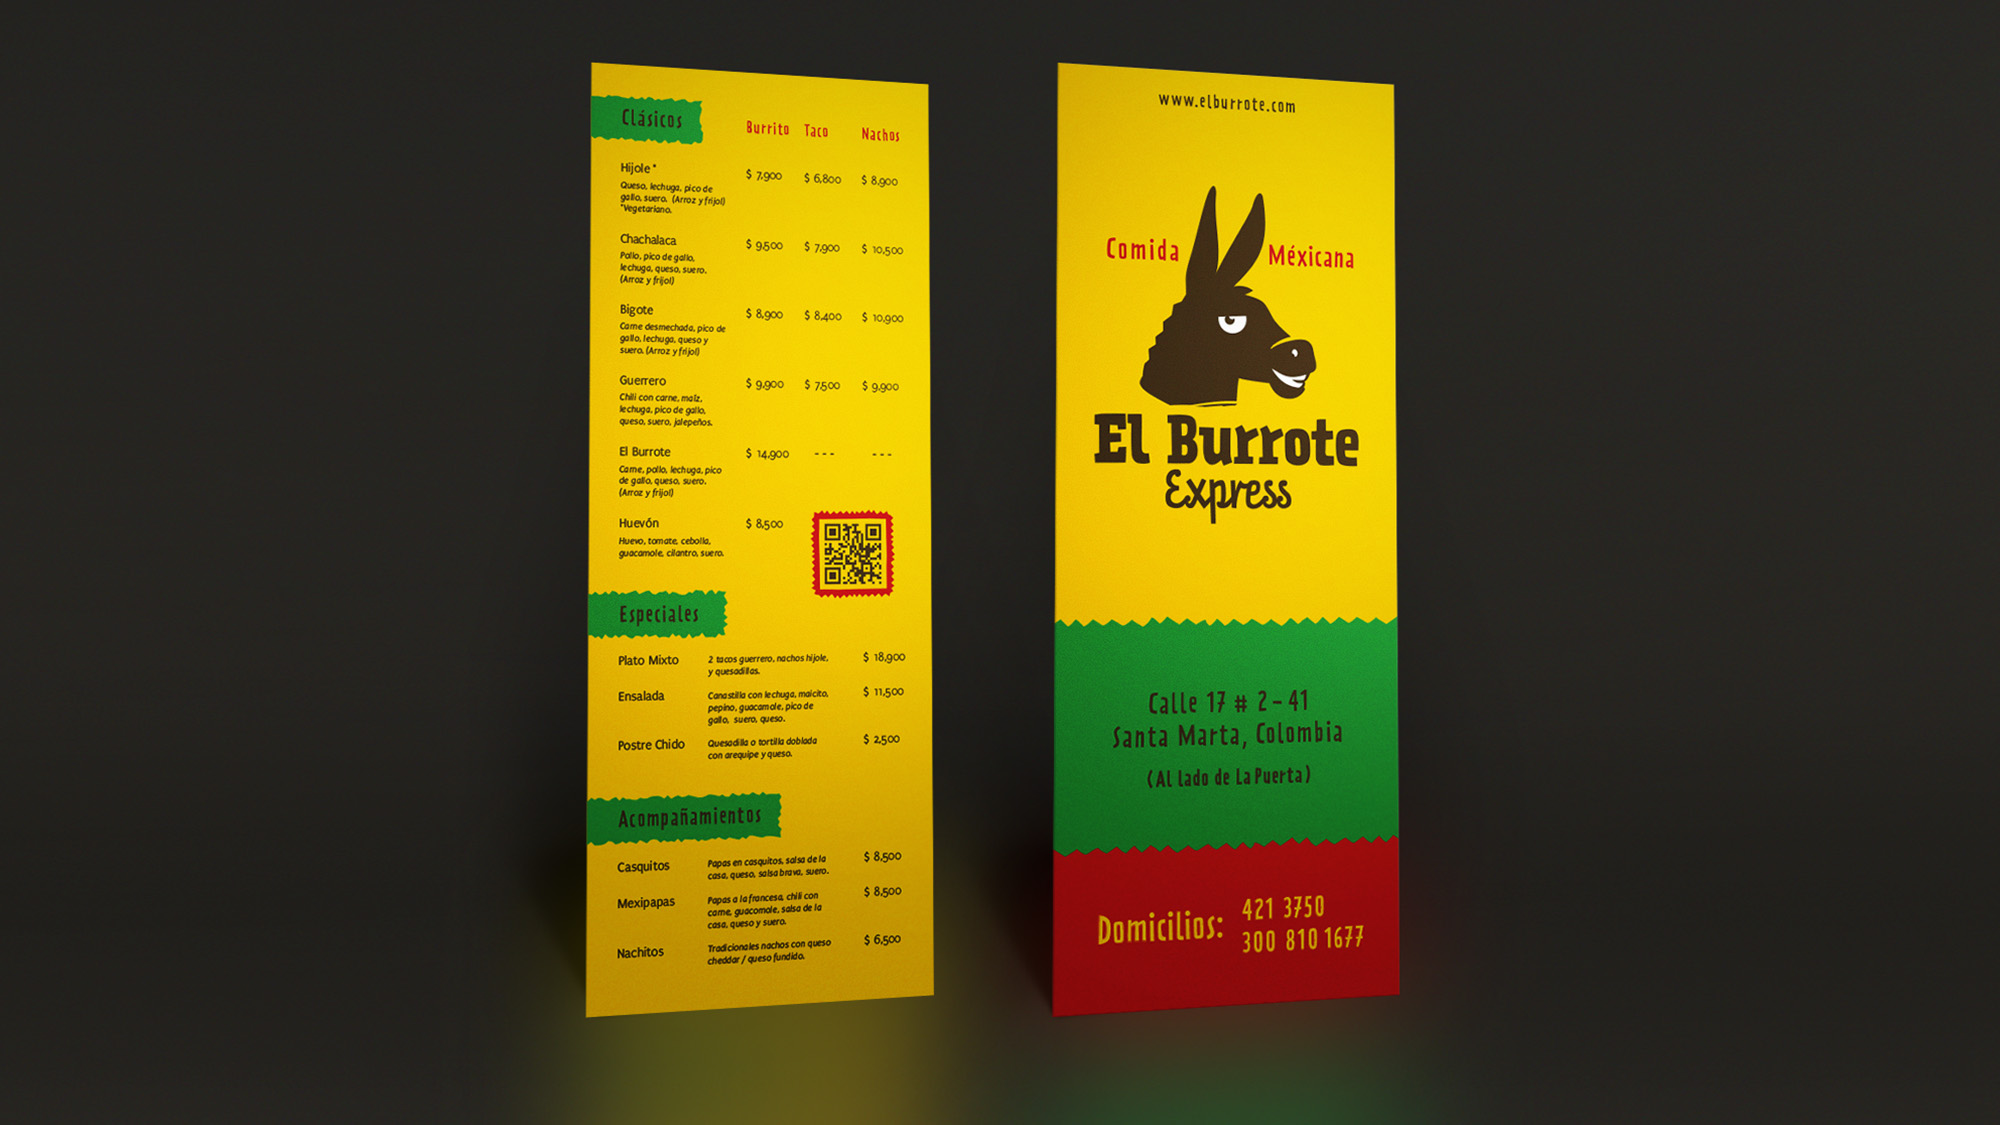 Clásicos
Burrito Taco Nachos
Hijole *
$ 7,900 $ 6,800 $ 8,900
Queso, lechuga, pico de
gallo, suero. (Arroz y frijol)
*Vegetariano.
Chachalaca
$ 9,500 $ 7,900 $ 10,500
Pollo, pico de gallo,
lechuga, queso, suero.
(Arroz y frijol)
Bigote
$ 8,900 $ 8,400 $ 10,900
Carne desmechada, pico de
gallo, lechuga, queso y
suero. (Arroz y frijol)
Guerrero
$ 9,900 $ 7,500 $ 9,900
Chili con carne, maíz,
lechuga, pico de gallo,
queso, suero, jalepeños.
El Burrote
$ 14,900 --- ---
Carne, pollo, lechuga, pico
de gallo, queso, suero.
(Arroz y frijol)
Huevón
$ 8,500
Huevo, tomate, cebolla,
guacamole, cilantro, suero.
Especiales
Plato Mixto
2 tacos guerrero, nachos hijole,
y quesadillas.
$ 18,900
Ensalada
Canastilla con lechuga, maicito,
pepino, guacamole, pico de
gallo, suero, queso.
$ 11,500
Postre Chido
Quesadilla o tortilla doblada
con arequipe y queso.
$ 2,500
Acompañamientos
Casquitos
Papas en casquitos, salsa de la
casa, queso, salsa brava, suero.
$ 8,500
Mexipapas
Papas a la francesa, chili con
carne, guacomole, salsa de la
casa, queso y suero.
$ 8,500
Nachitos
Tradicionales nachos con queso
cheddar / queso fundido.
$ 6,500
www.elburrote.com
Comida Méxicana
El Burrote
Express
Calle 17 # 2-41
Santa Marta, Colombia
(Al lado de La Puerta)
Domicilios: 421 3750
300 810 1677